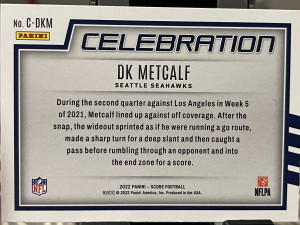 No. C-DKM
PANINI
CELEBRATION
DK METCALF
SEATTLE SEAHAWKS
During the second quarter against Los Angeles in Week 5
of 2021, Metcalf lined up against off coverage. After
the snap, the wideout sprinted as if he were running a go route,
made a sharp turn for a deep slant and then caught a
pass before rumbling through an opponent and into
the end zone for a score.
NFL
2022 PANINI - SCORE FOOTBALL
© 2022 Panini America, Inc. Produced in the USA.
NFLPA